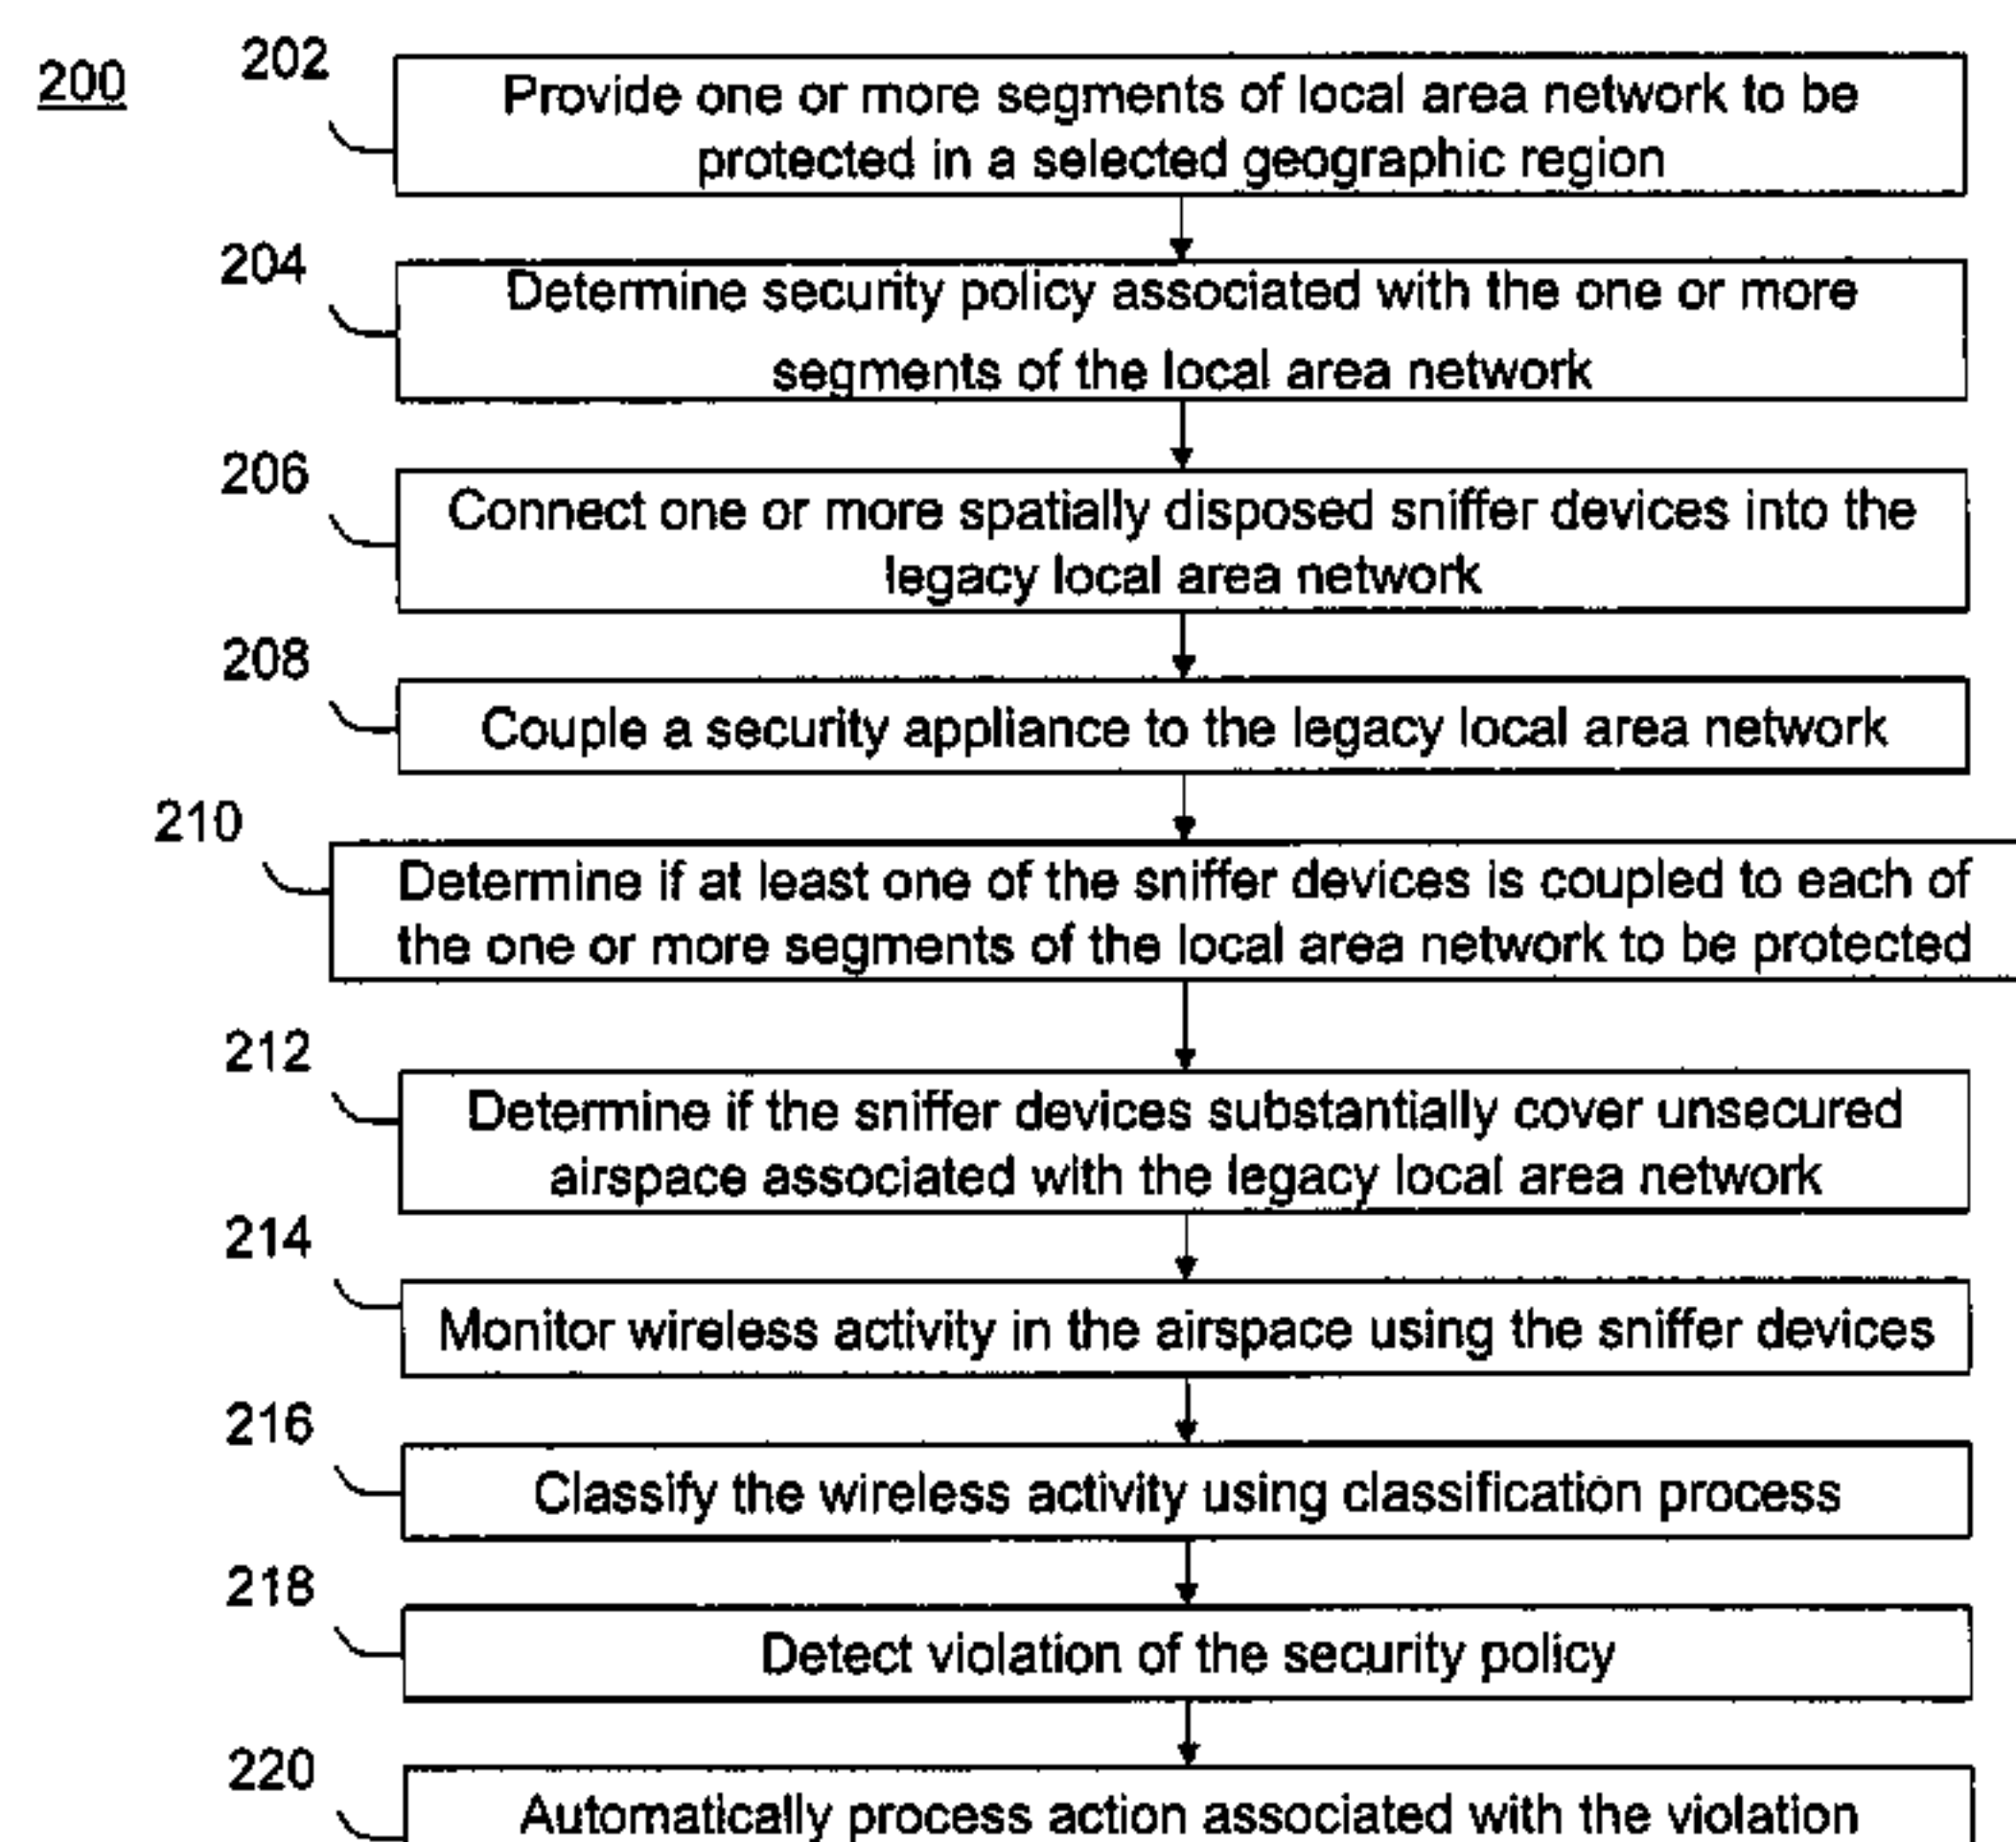 200
202
Provide one or more segments of local area network to be
protected in a selected geographic region
204
Determine security policy associated with the one or more
segments of the local area network
206
Connect one or more spatially disposed sniffer devices into the
legacy local area network
208
Couple a security appliance to the legacy local area network
210
Determine if at least one of the sniffer devices is coupled to each of
the one or more segments of the local area network to be protected
212
Determine if the sniffer devices substantially cover unsecured
airspace associated with the legacy local area network
214
Monitor wireless activity in the airspace using the sniffer devices
216
Classify the wireless activity using classification process
218
Detect violation of the security policy
220
Automatically process action associated with the violation